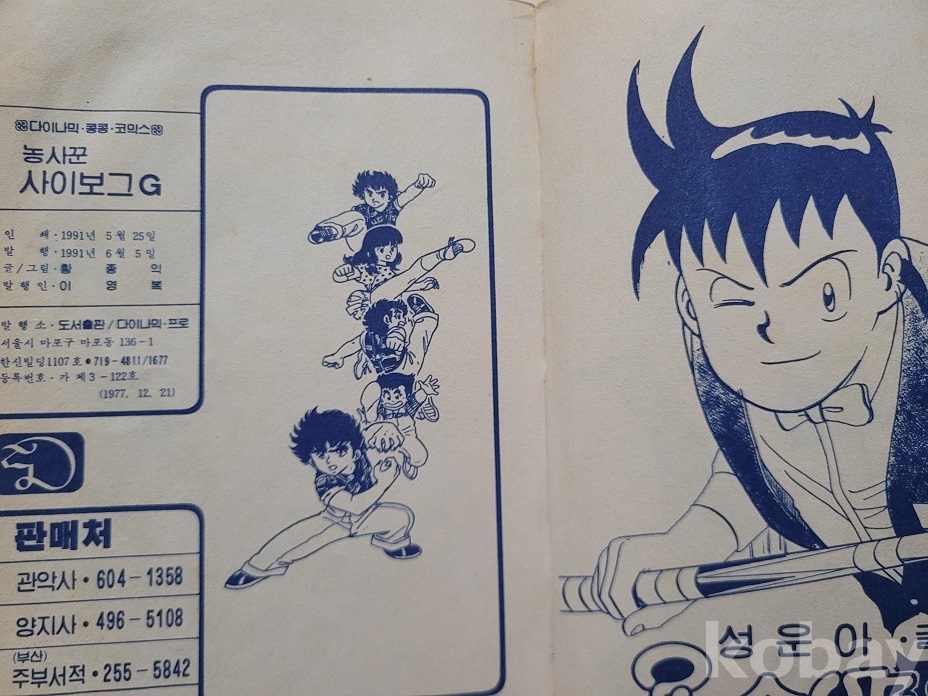 다이나믹·콩콩·코믹스
농사꾼
사이보그G
인 쇄·1991년 5월 25일
발 행·1991년 6월 5일
글/그림·황 종 익
발행인·이 영 복
발 행 소·도서출판/다이나믹·프로
서울시 마포구 마포동 136-1
한신빌딩1107호●719-4811/1677
등록번호·가 제3-122호
(1977. 12. 21)
판매처
관악사·604-1358
양지사·496-5108
(부산)
주부서적·255-5842
성 운 아·글
kobay